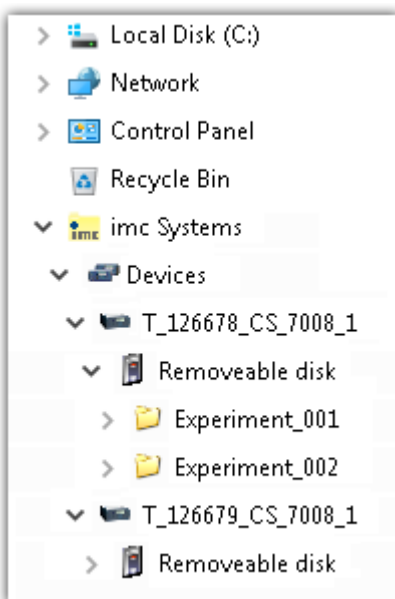 Local Disk (C:)
Network
Control Panel
Recycle Bin
imc imc Systems
Devices
T_126678_CS_7008_1
Removeable disk
Experiment_001
Experiment_002
T_126679_CS_7008_1
Removeable disk